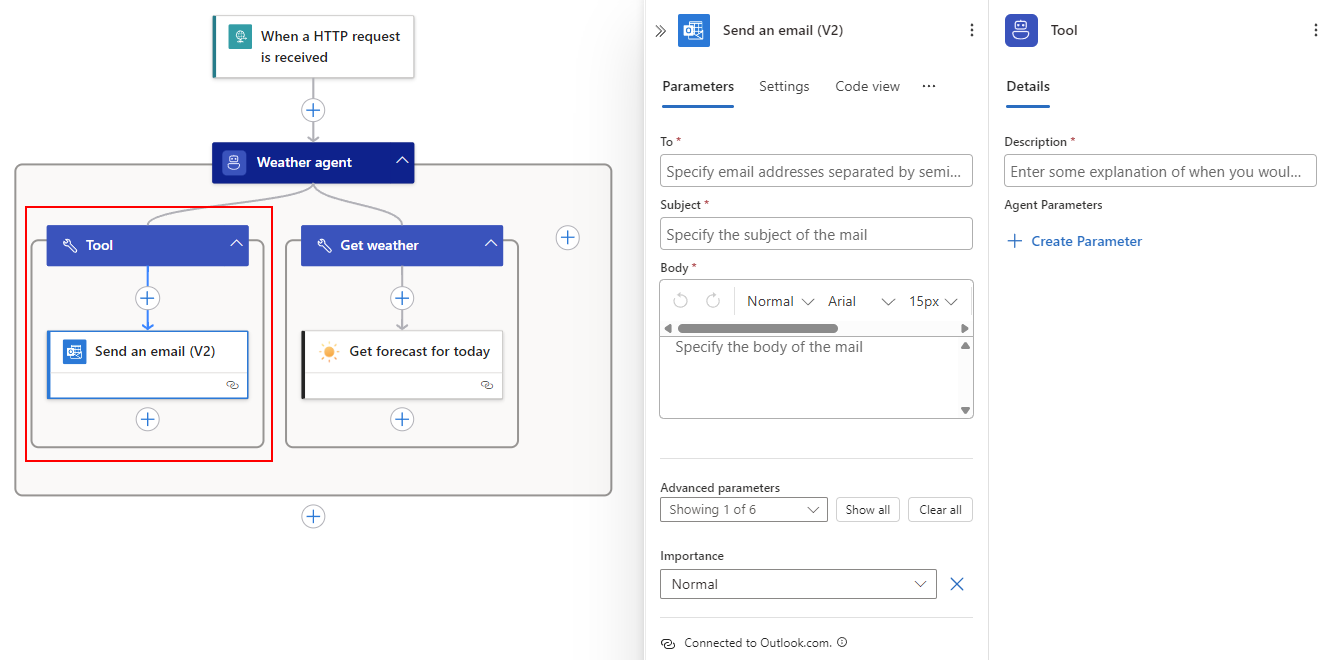 When a HTTP request
is received
Weather agent
Tool
Get weather
Send an email (V2)
Get forecast for today
Send an email (V2)
Parameters Settings Code view ...
To *
Specify email addresses separated by semi...
Subject *
Specify the subject of the mail
Body *
Normal Arial 15px
Specify the body of the mail
Advanced parameters
Showing 1 of 6 Show all Clear all
Importance
Normal
Connected to Outlook.com.
Tool
Details
Description *
Enter some explanation of when you woul...
Agent Parameters
Create Parameter